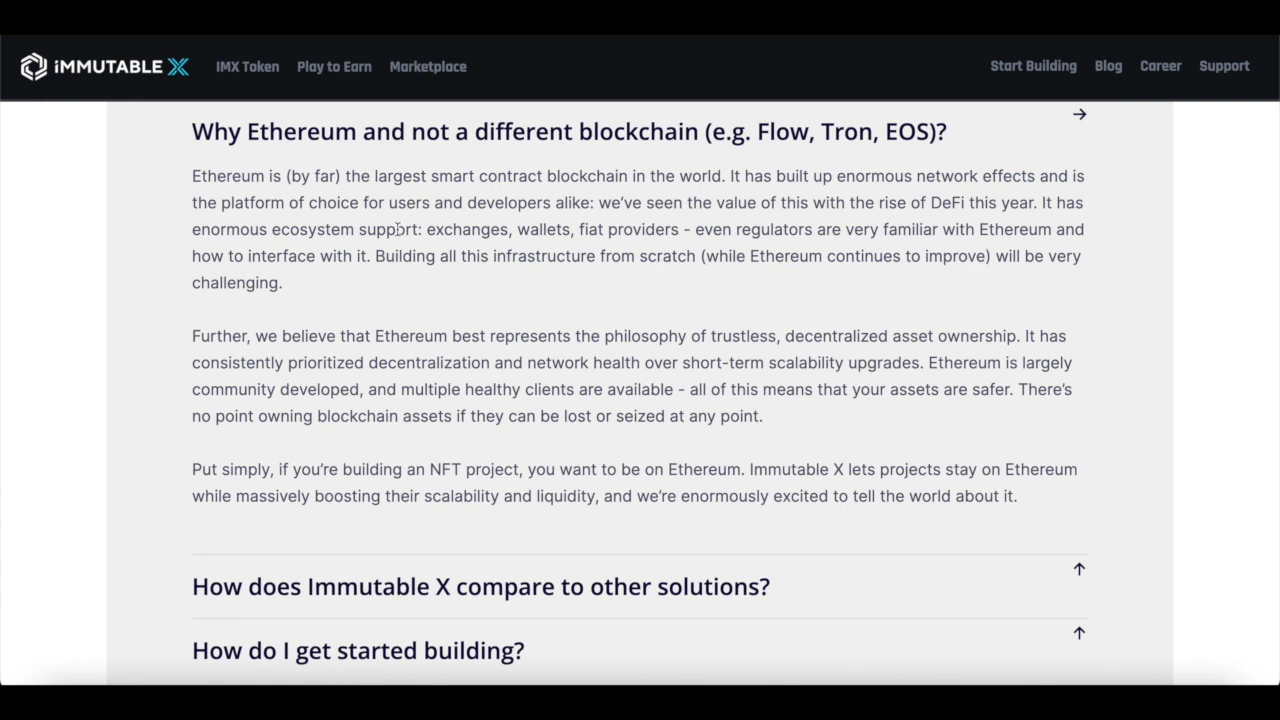 iMMUTABLE X IMX Token Play to Earn Marketplace Start Building Blog Career Support
Why Ethereum and not a different blockchain (e.g. Flow, Tron, EOS)?
Ethereum is (by far) the largest smart contract blockchain in the world. It has built up enormous network effects and is
the platform of choice for users and developers alike: we’ve seen the value of this with the rise of DeFi this year. It has
enormous ecosystem support: exchanges, wallets, fiat providers - even regulators are very familiar with Ethereum and
how to interface with it. Building all this infrastructure from scratch (while Ethereum continues to improve) will be very
challenging.
Further, we believe that Ethereum best represents the philosophy of trustless, decentralized asset ownership. It has
consistently prioritized decentralization and network health over short-term scalability upgrades. Ethereum is largely
community developed, and multiple healthy clients are available - all of this means that your assets are safer. There’s
no point owning blockchain assets if they can be lost or seized at any point.
Put simply, if you’re building an NFT project, you want to be on Ethereum. Immutable X lets projects stay on Ethereum
while massively boosting their scalability and liquidity, and we’re enormously excited to tell the world about it.
How does Immutable X compare to other solutions?
How do I get started building?